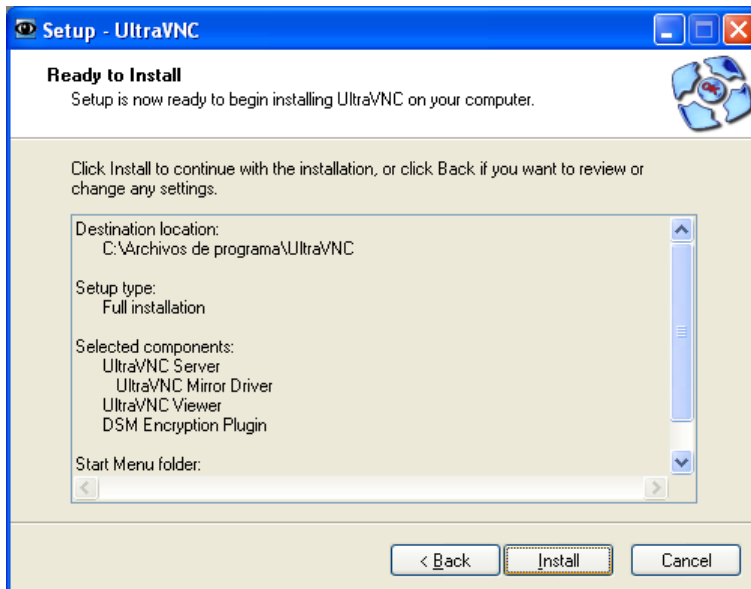 Setup - UltraVNC
Ready to Install
Setup is now ready to begin installing UltraVNC on your computer.
Click Install to continue with the installation, or click Back if you want to review or
change any settings.
Destination location:
C:\Archivos de programa\UltraVNC
Setup type:
Full installation
Selected components:
UltraVNC Server
UltraVNC Mirror Driver
UltraVNC Viewer
DSM Encryption Plugin
Start Menu folder:
< Back
Install
Cancel